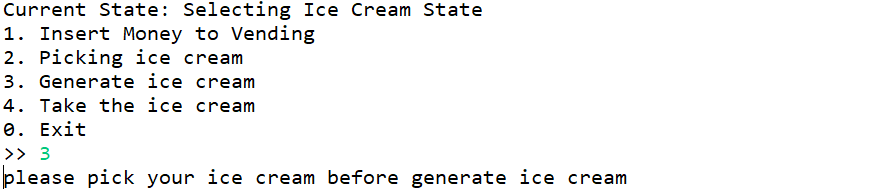 Current State: Selecting Ice Cream State
1. Insert Money to Vending
2. Picking ice cream
3. Generate ice cream
4. Take the ice cream
0. Exit
>> 3
please pick your ice cream before generate ice cream